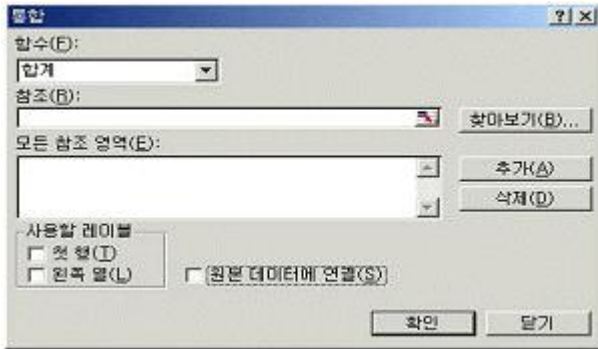 통합
함수(F):
합계
참조(R):
찾아보기(B)...
모든 참조 영역(E):
추가(A)
삭제(D)
사용할 레이블
첫 행(T)
왼쪽 열(L)
원본 데이터에 연결(S)
확인
닫기